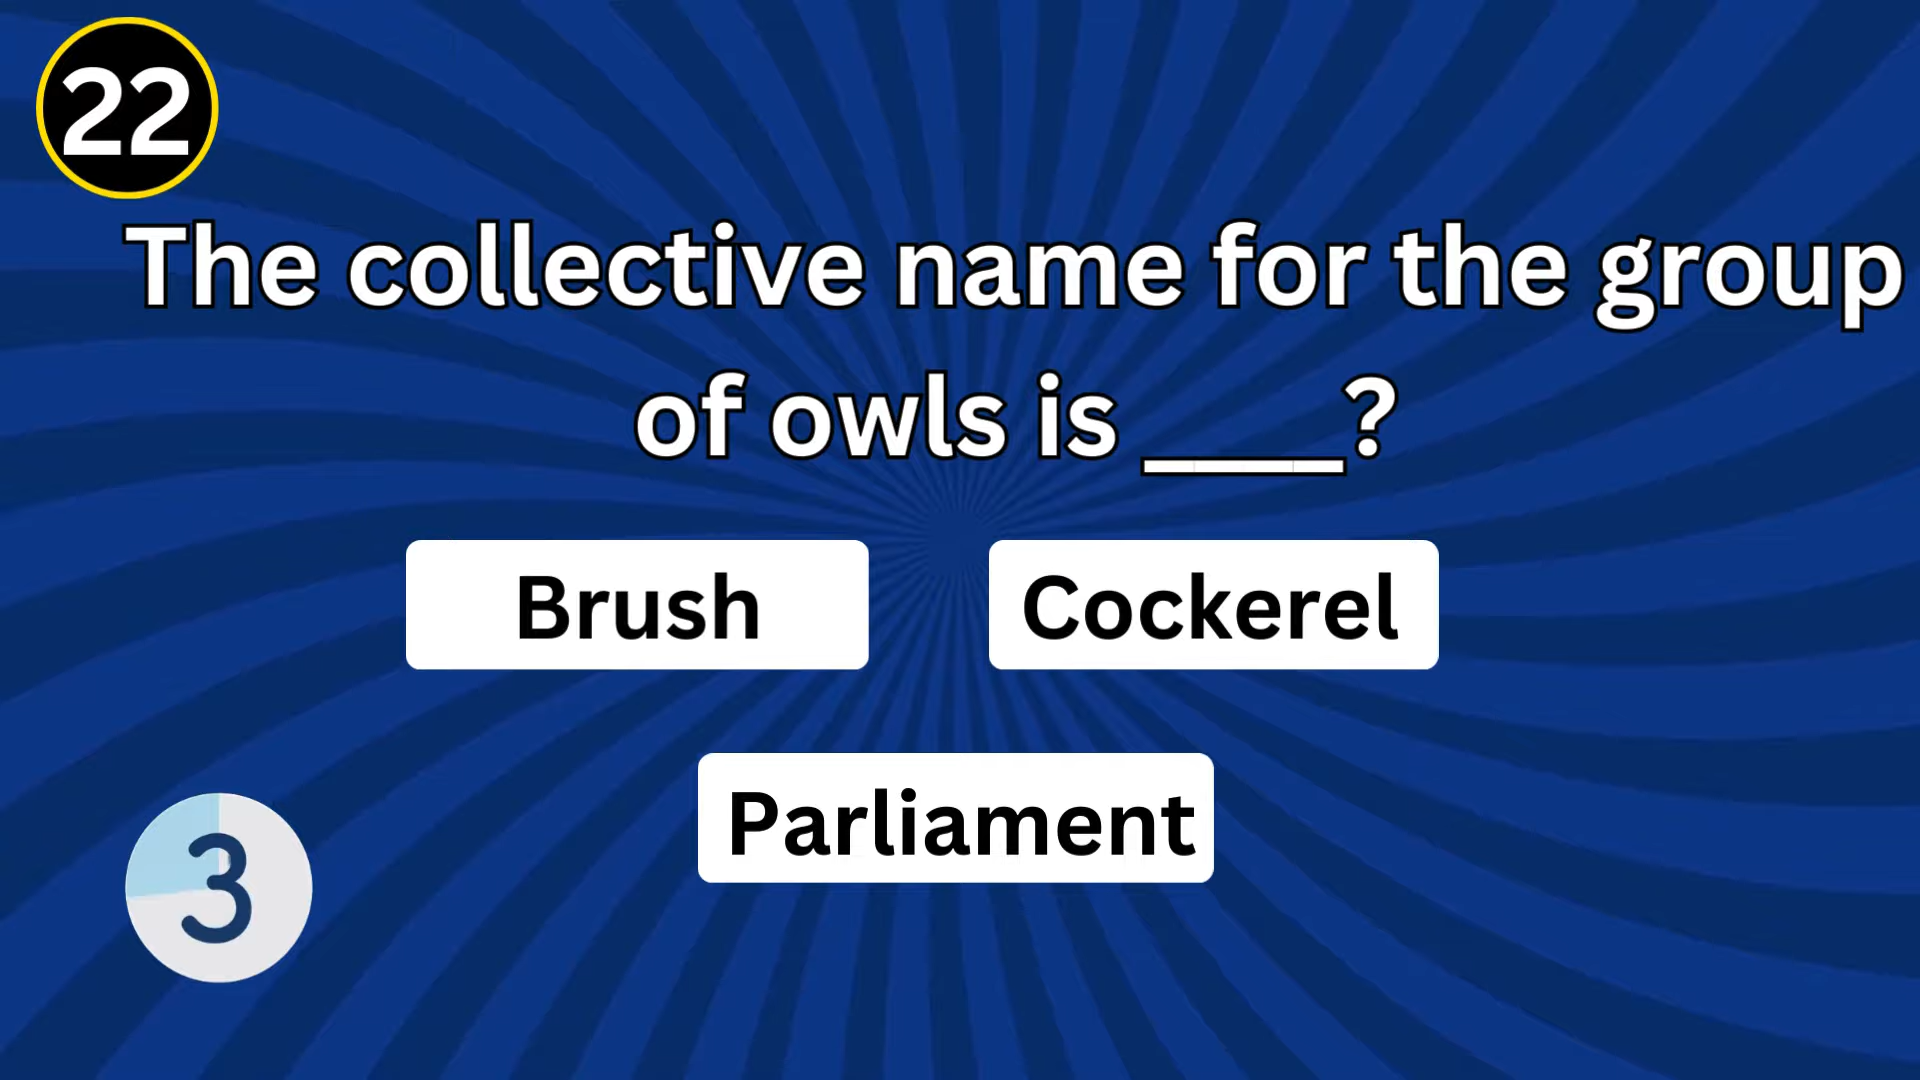 22
The collective name for the group
of owls is ____?
Brush
Cockerel
Parliament
3